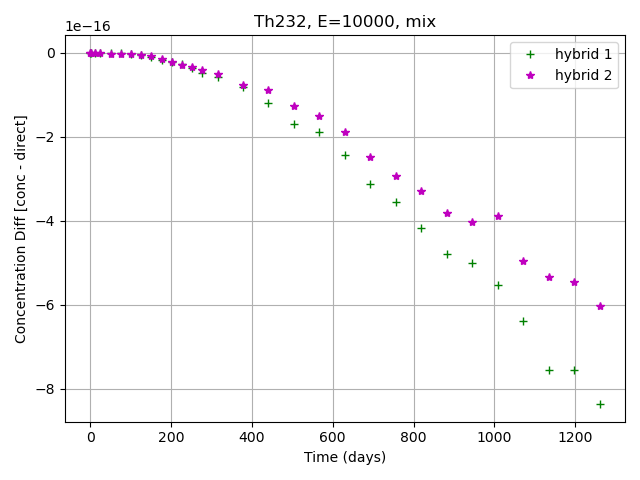 Th232, E=10000, mix
1e−16
hybrid 1
hybrid 2
0
−2
−4
−6
−8
Concentration Diff [conc - direct]
0 200 400 600 800 1000 1200
Time (days)